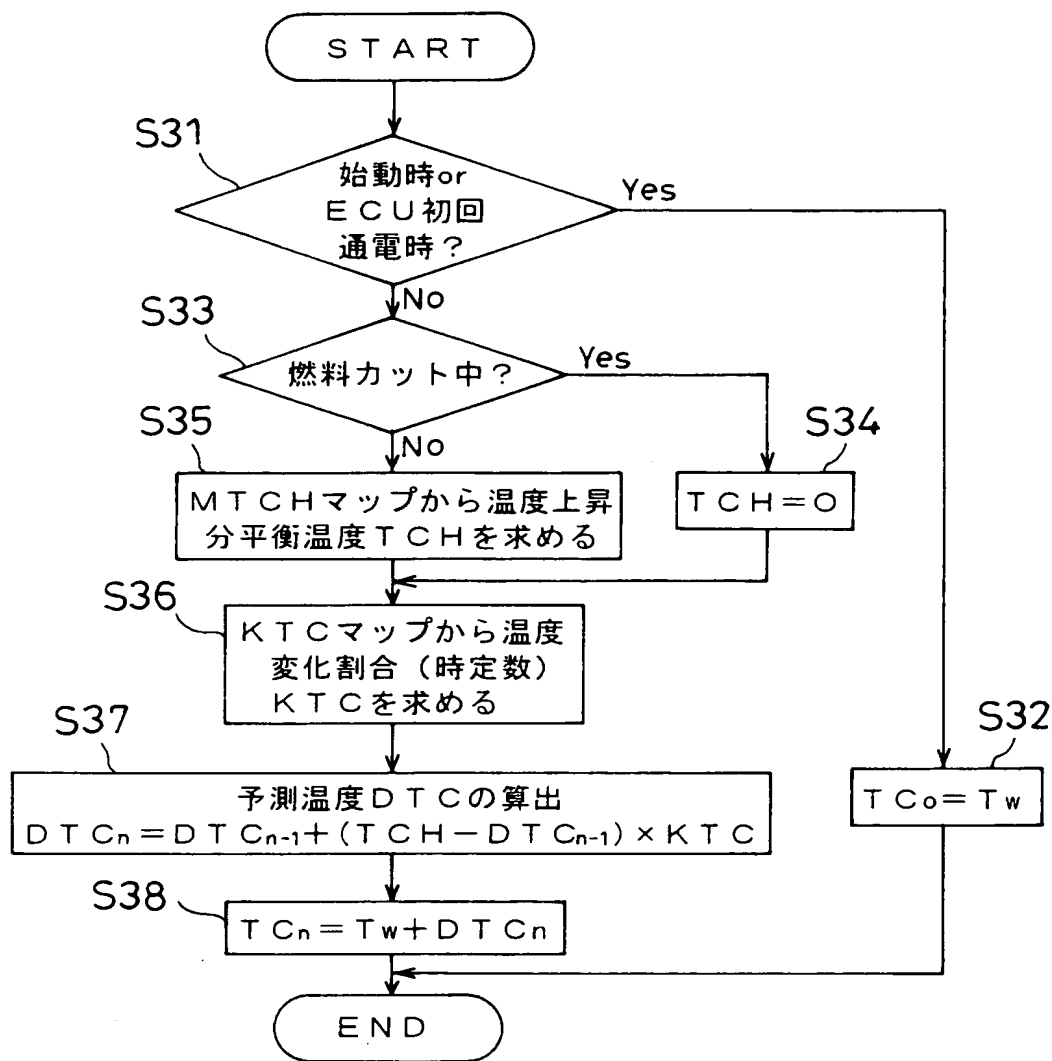 START
S31
始動時or
ECU初回
通電時?
Yes
No
S33
燃料カット中?
Yes
No
S35
MTCHマップから温度上昇
分平衡温度TCHを求める
S34
TCH=0
S36
KTCマップから温度
変化割合(時定数)
KTCを求める
S37
予測温度DTCの算出
DTCn=DTCn-1+(TCH-DTCn-1)×KTC
S32
TCo=Tw
S38
TCn=Tw+DTCn
END